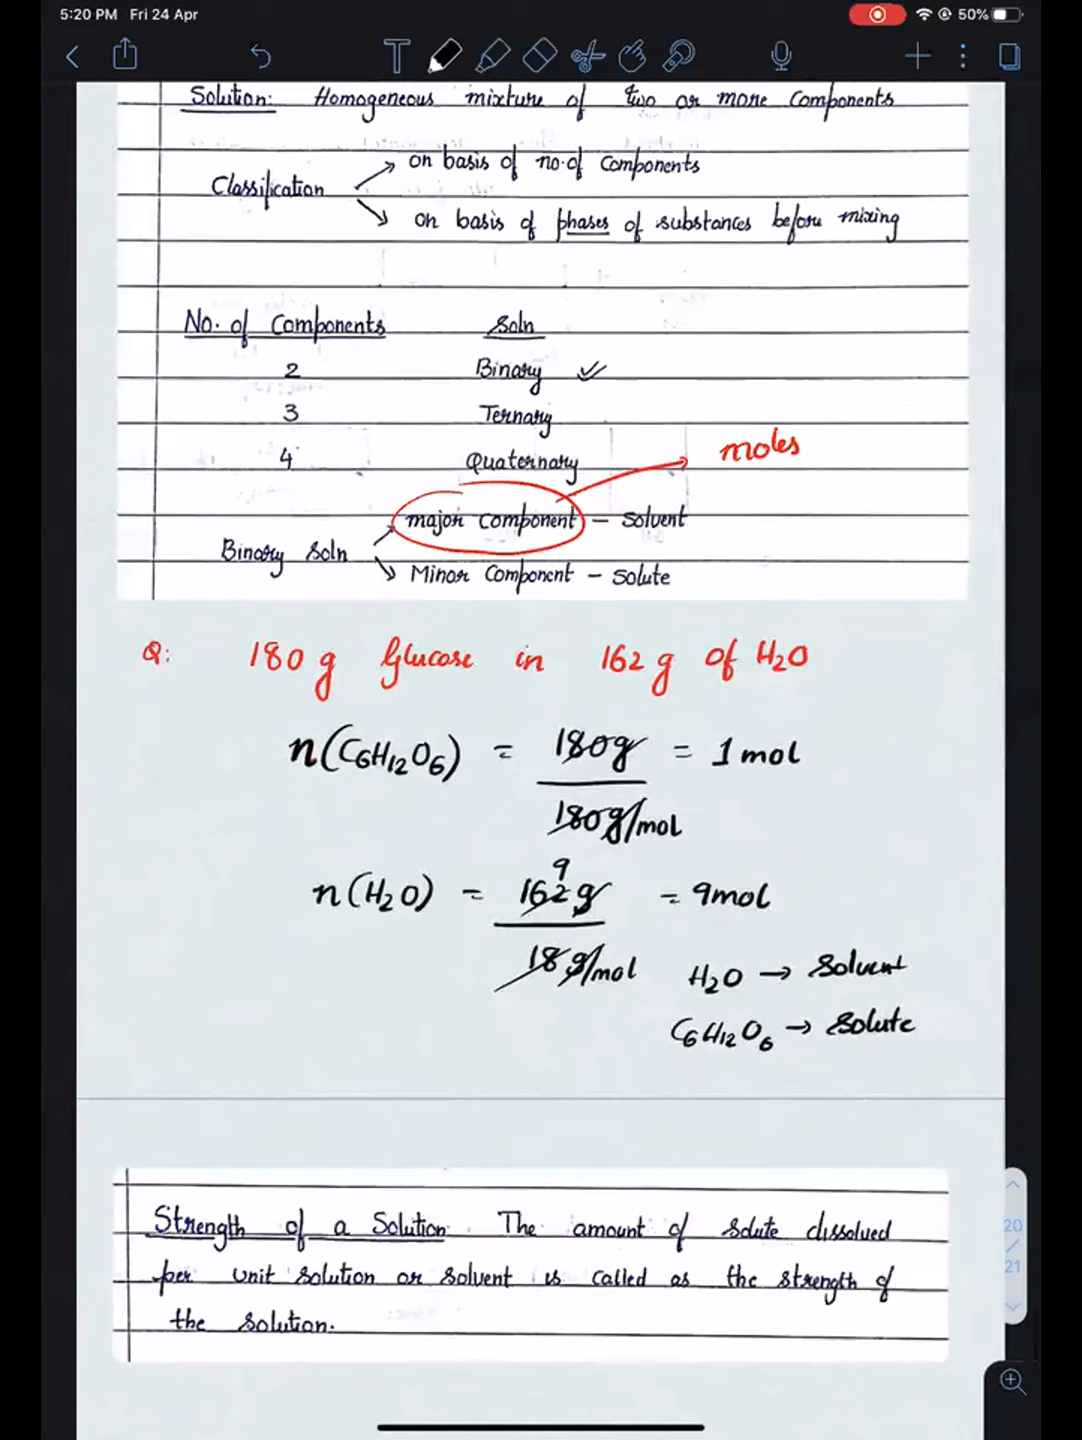 5:20 PM Fri 24 Apr
50%
Solution: Homogeneous mixture of two or more components
on basis of no.of Components
Classification
on basis of phases of substances before mixing
No. of Components Soln
2 Binary
3 Ternary
4 Quaternary
moles
major component – solvent
Binary Soln
Minor Component – solute
Q: 180 g Glucose in 162 g of H2O
n(C6H12O6) = 180g = 1 mol
180g/mol
9
n(H2O) = 162g = 9mol
18g/mol
H2O → Solvent
C6H12O6 → Solute
Strength of a Solution The amount of solute dissolved
per unit solution or solvent is called as the strength of
the solution.
20
/
21